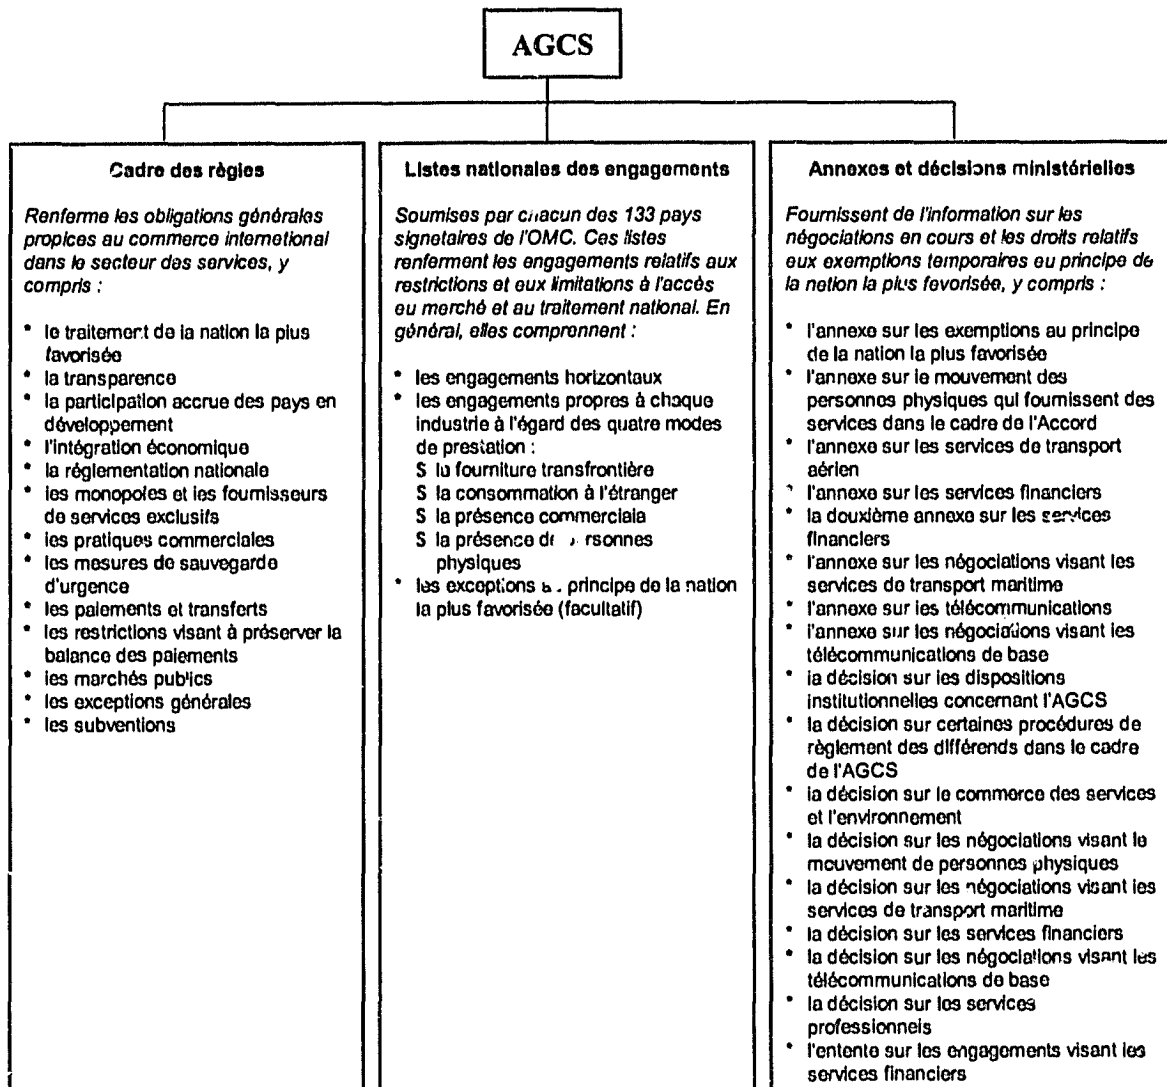 AGCS
Cadre des règles
Renferme les obligations générales
propices au commerce international
dans le secteur des services, y
compris :
* le traitement de la nation la plus
favorisée
* la transparence
* la participation accrue des pays en
développement
* l'intégration économique
* la réglementation nationale
* les monopoles et les fournisseurs
de services exclusifs
* les pratiques commerciales
* les mesures de sauvegarde
d'urgence
* les paiements et transferts
* les restrictions visant à préserver la
balance des paiements
* les marchés publics
* les exceptions générales
* les subventions
Listes nationales des engagements
Soumises par chacun des 133 pays
signataires de l'OMC. Ces listes
renferment les engagements relatifs aux
restrictions et aux limitations à l'accès
au marché et au traitement national. En
général, elles comprennent :
* les engagements horizontaux
* les engagements propres à chaque
industrie à l'égard des quatre modes
de prestation :
$ la fourniture transfrontière
$ la consommation à l'étranger
$ la présence commerciale
$ la présence
physiques
* les exceptions principe de la nation
la plus favorisée (facultatif)
Annexes et décisions ministérielles
Fournissent de l'information sur les
négociations en cours et les droits relatifs
aux exemptions temporaires au principe de
la nation la plus favorisée, y compris :
* l'annexe sur les exemptions au principe
de la nation la plus favorisée
* l'annexe sur le mouvement des
personnes physiques qui fournissent des
services dans le cadre de l'Accord
* l'annexe sur les services de transport
aérien
* l'annexe sur les services financiers
* la deuxième annexe sur les services
financiers
* l'annexe sur les négociations visant les
services de transport maritime
* l'annexe sur les télécommunications
* l'annexe sur les négociations visant les
télécommunications de base
* la décision sur les dispositions
institutionnelles concernant l'AGCS
* la décision sur certaines procédures de
règlement des différends dans le cadre
de l'AGCS
* la décision sur le commerce des services
et l'environnement
* la décision sur les négociations visant le
mouvement de personnes physiques
* la décision sur les négociations visant les
services de transport maritime
* la décision sur les services financiers
* la décision sur les négociations visant les
télécommunications de base
* la décision sur les services
professionnels
* l'entente sur les engagements visant les
services financiers